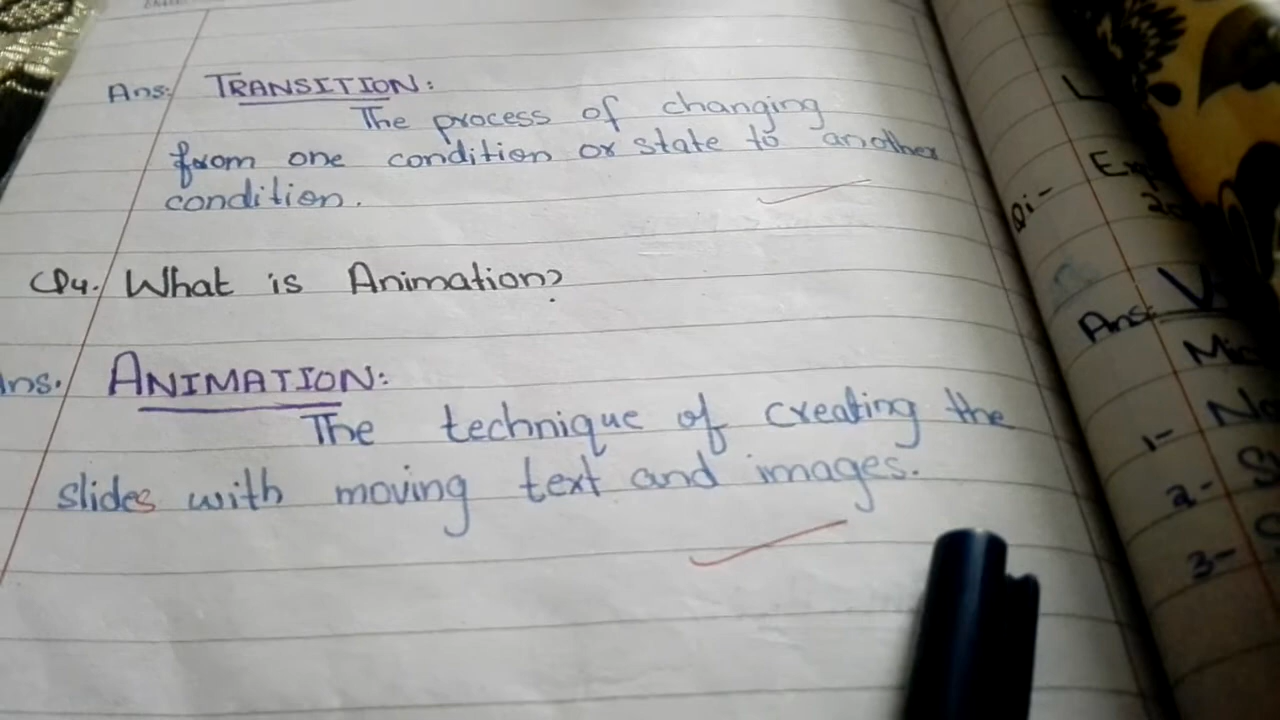 Ans: TRANSITION:
The process of changing
from one condition or state to another
condition.
Q4. What is Animation?
Ans. ANIMATION:
The technique of creating the
slides with moving text and images.
Qi-
Ans:
1-
2-
3-